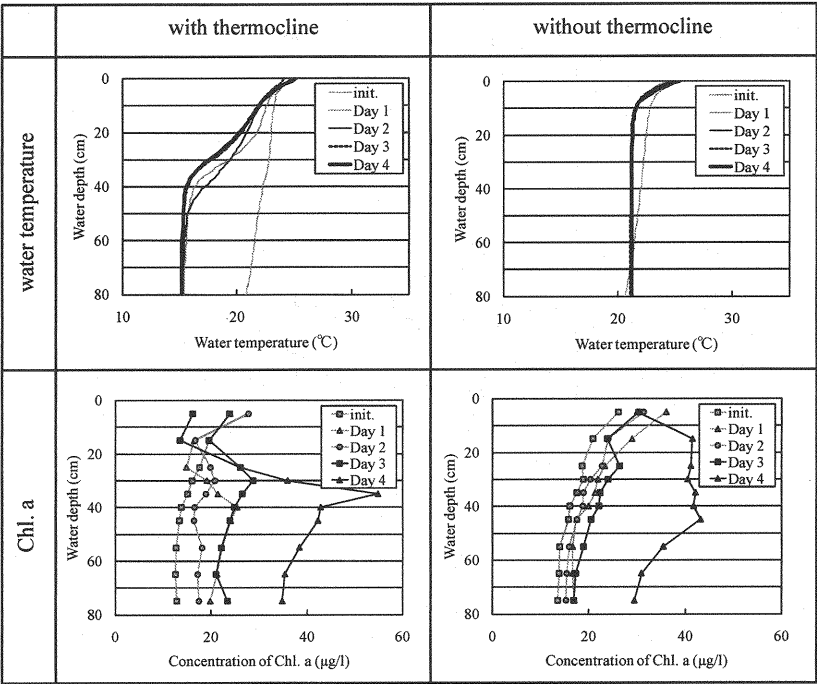 with thermocline
without thermocline
water temperature
0
20
40
60
80
Water depth (cm)
init.
Day 1
Day 2
Day 3
Day 4
10
20
30
Water temperature (℃)
0
20
40
60
80
Water depth (cm)
init.
Day 1
Day 2
Day 3
Day 4
10
20
30
Water temperature (℃)
Chl. a
0
20
40
60
80
Water depth (cm)
init.
Day 1
Day 2
Day 3
Day 4
0
20
40
60
Concentration of Chl. a (μg/l)
0
20
40
60
80
Water depth (cm)
init.
Day 1
Day 2
Day 3
Day 4
0
20
40
60
Concentration of Chl. a (μg/l)